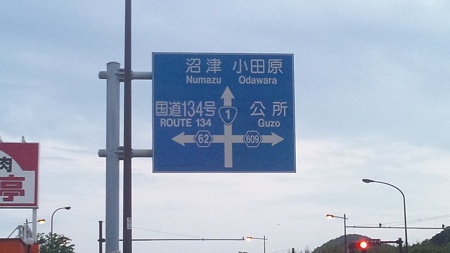 沼津 小田原
Numazu Odawara
国道134号 公所
ROUTE 134 Guzo
1
62 609
肉
亭